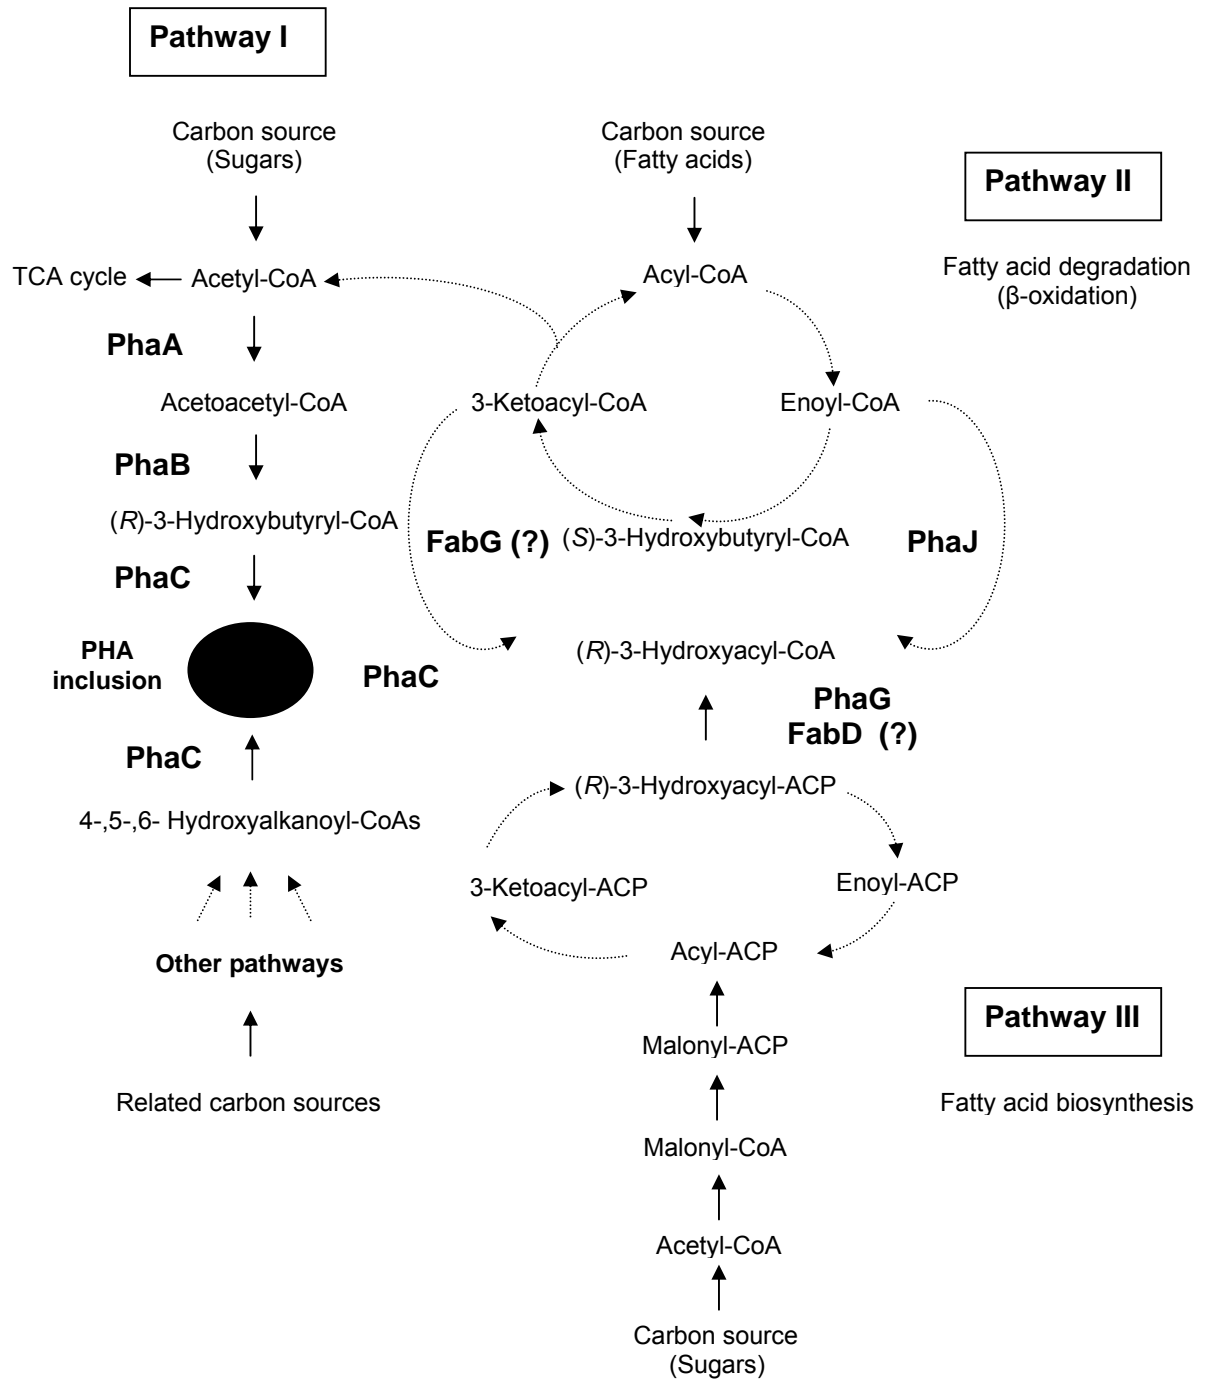 Pathway I
Carbon source
(Sugars)
Carbon source
(Fatty acids)
Pathway II
Fatty acid degradation
(β-oxidation)
TCA cycle
Acetyl-CoA
Acyl-CoA
PhaA
Acetoacetyl-CoA
3-Ketoacyl-CoA
Enoyl-CoA
PhaB
(R)-3-Hydroxybutyryl-CoA
FabG (?)
(S)-3-Hydroxybutyryl-CoA
PhaJ
PhaC
PHA
inclusion
PhaC
(R)-3-Hydroxyacyl-CoA
PhaG
FabD (?)
PhaC
(R)-3-Hydroxyacyl-ACP
4-,5-,6- Hydroxyalkanoyl-CoAs
3-Ketoacyl-ACP
Enoyl-ACP
Other pathways
Acyl-ACP
Pathway III
Malonyl-ACP
Related carbon sources
Fatty acid biosynthesis
Malonyl-CoA
Acetyl-CoA
Carbon source
(Sugars)